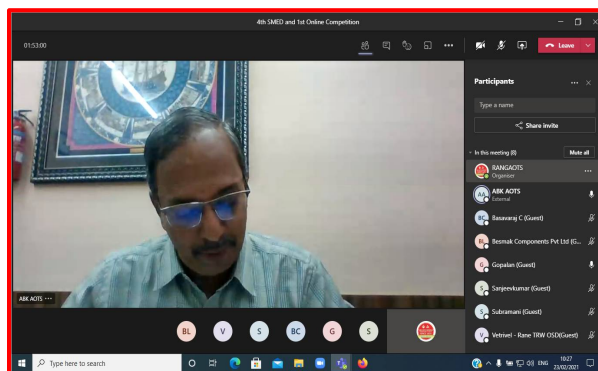 4th SMED and 1st Online Competition
01:53:00
Leave
Participants
Type a name
Share invite
In this meeting (8)
Mute all
RANGAOTS
Organiser
AA
ABK AOTS
External
BC
Basavaraj C (Guest)
BL
Besmak Components Pvt Ltd (G...
G
Gopalan (Guest)
S
Sanjeevkumar (Guest)
S
Subramani (Guest)
V
Vetrivel - Rane TRW OSD(Guest)
ABK AOTS
BL
V
S
BC
G
S
Type here to search
ENG
10:27
23/02/2021